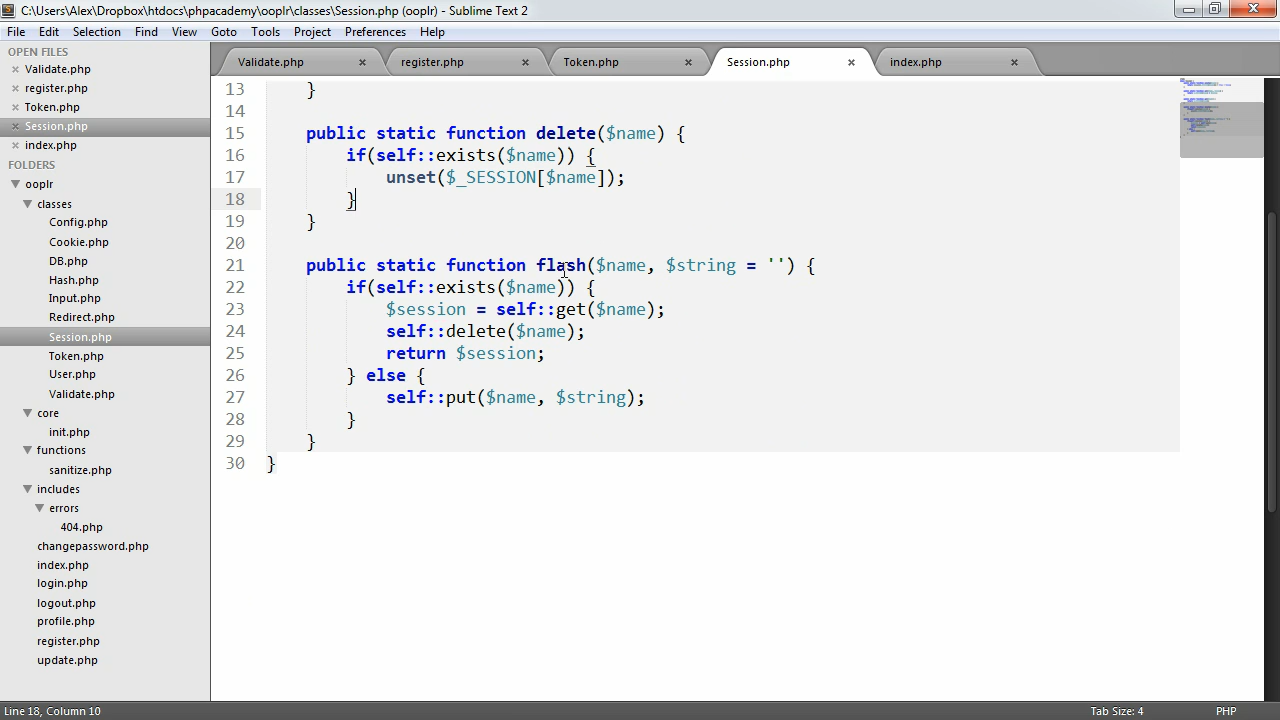 C:\Users\Alex\Dropbox\htdocs\phpacademy\ooplr\classes\Session.php (ooplr) - Sublime Text 2
File Edit Selection Find View Goto Tools Project Preferences Help
OPEN FILES
Validate.php
register.php
Token.php
Session.php
index.php
FOLDERS
ooplr
classes
Config.php
Cookie.php
DB.php
Hash.php
Input.php
Redirect.php
Session.php
Token.php
User.php
Validate.php
core
init.php
functions
sanitize.php
includes
errors
404.php
changepassword.php
index.php
login.php
logout.php
profile.php
register.php
update.php
Validate.php register.php Token.php Session.php index.php
13 }
14
15 public static function delete($name) {
16 if(self::exists($name)) {
17 unset($_SESSION[$name]);
18 }
19 }
20
21 public static function flash($name, $string = '') {
22 if(self::exists($name)) {
23 $session = self::get($name);
24 self::delete($name);
25 return $session;
26 } else {
27 self::put($name, $string);
28 }
29 }
30 }
Line 18, Column 10 Tab Size: 4 PHP